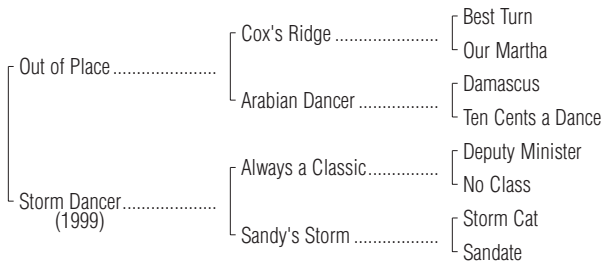 Best Turn
Cox's Ridge ....................
Our Martha
Out of Place ......................
Damascus
Arabian Dancer .................
Ten Cents a Dance
Deputy Minister
Always a Classic ...............
No Class
Storm Dancer ....................
(1999)
Storm Cat
Sandy's Storm ..................
Sandate